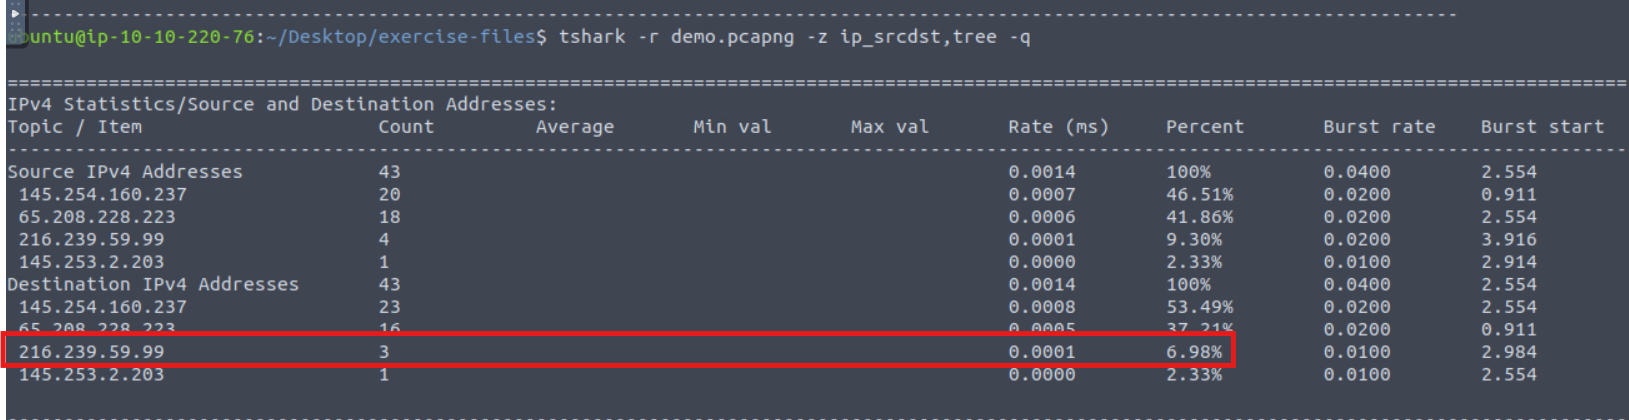 ubuntu@ip-10-10-220-76:~/Desktop/exercise-files$ tshark -r demo.pcapng -z ip_srcdst,tree -q
===================================================================================================================================================
IPv4 Statistics/Source and Destination Addresses:
Topic / Item Count Average Min val Max val Rate (ms) Percent Burst rate Burst start
Source IPv4 Addresses 43 0.0014 100% 0.0400 2.554
145.254.160.237 20 0.0007 46.51% 0.0200 0.911
65.208.228.223 18 0.0006 41.86% 0.0200 2.554
216.239.59.99 4 0.0001 9.30% 0.0200 3.916
145.253.2.203 1 0.0000 2.33% 0.0100 2.914
Destination IPv4 Addresses 43 0.0014 100% 0.0400 2.554
145.254.160.237 23 0.0008 53.49% 0.0200 2.554
65.208.228.223 16 0.0005 37.21% 0.0200 0.911
216.239.59.99 3 0.0001 6.98% 0.0100 2.984
145.253.2.203 1 0.0000 2.33% 0.0100 2.554